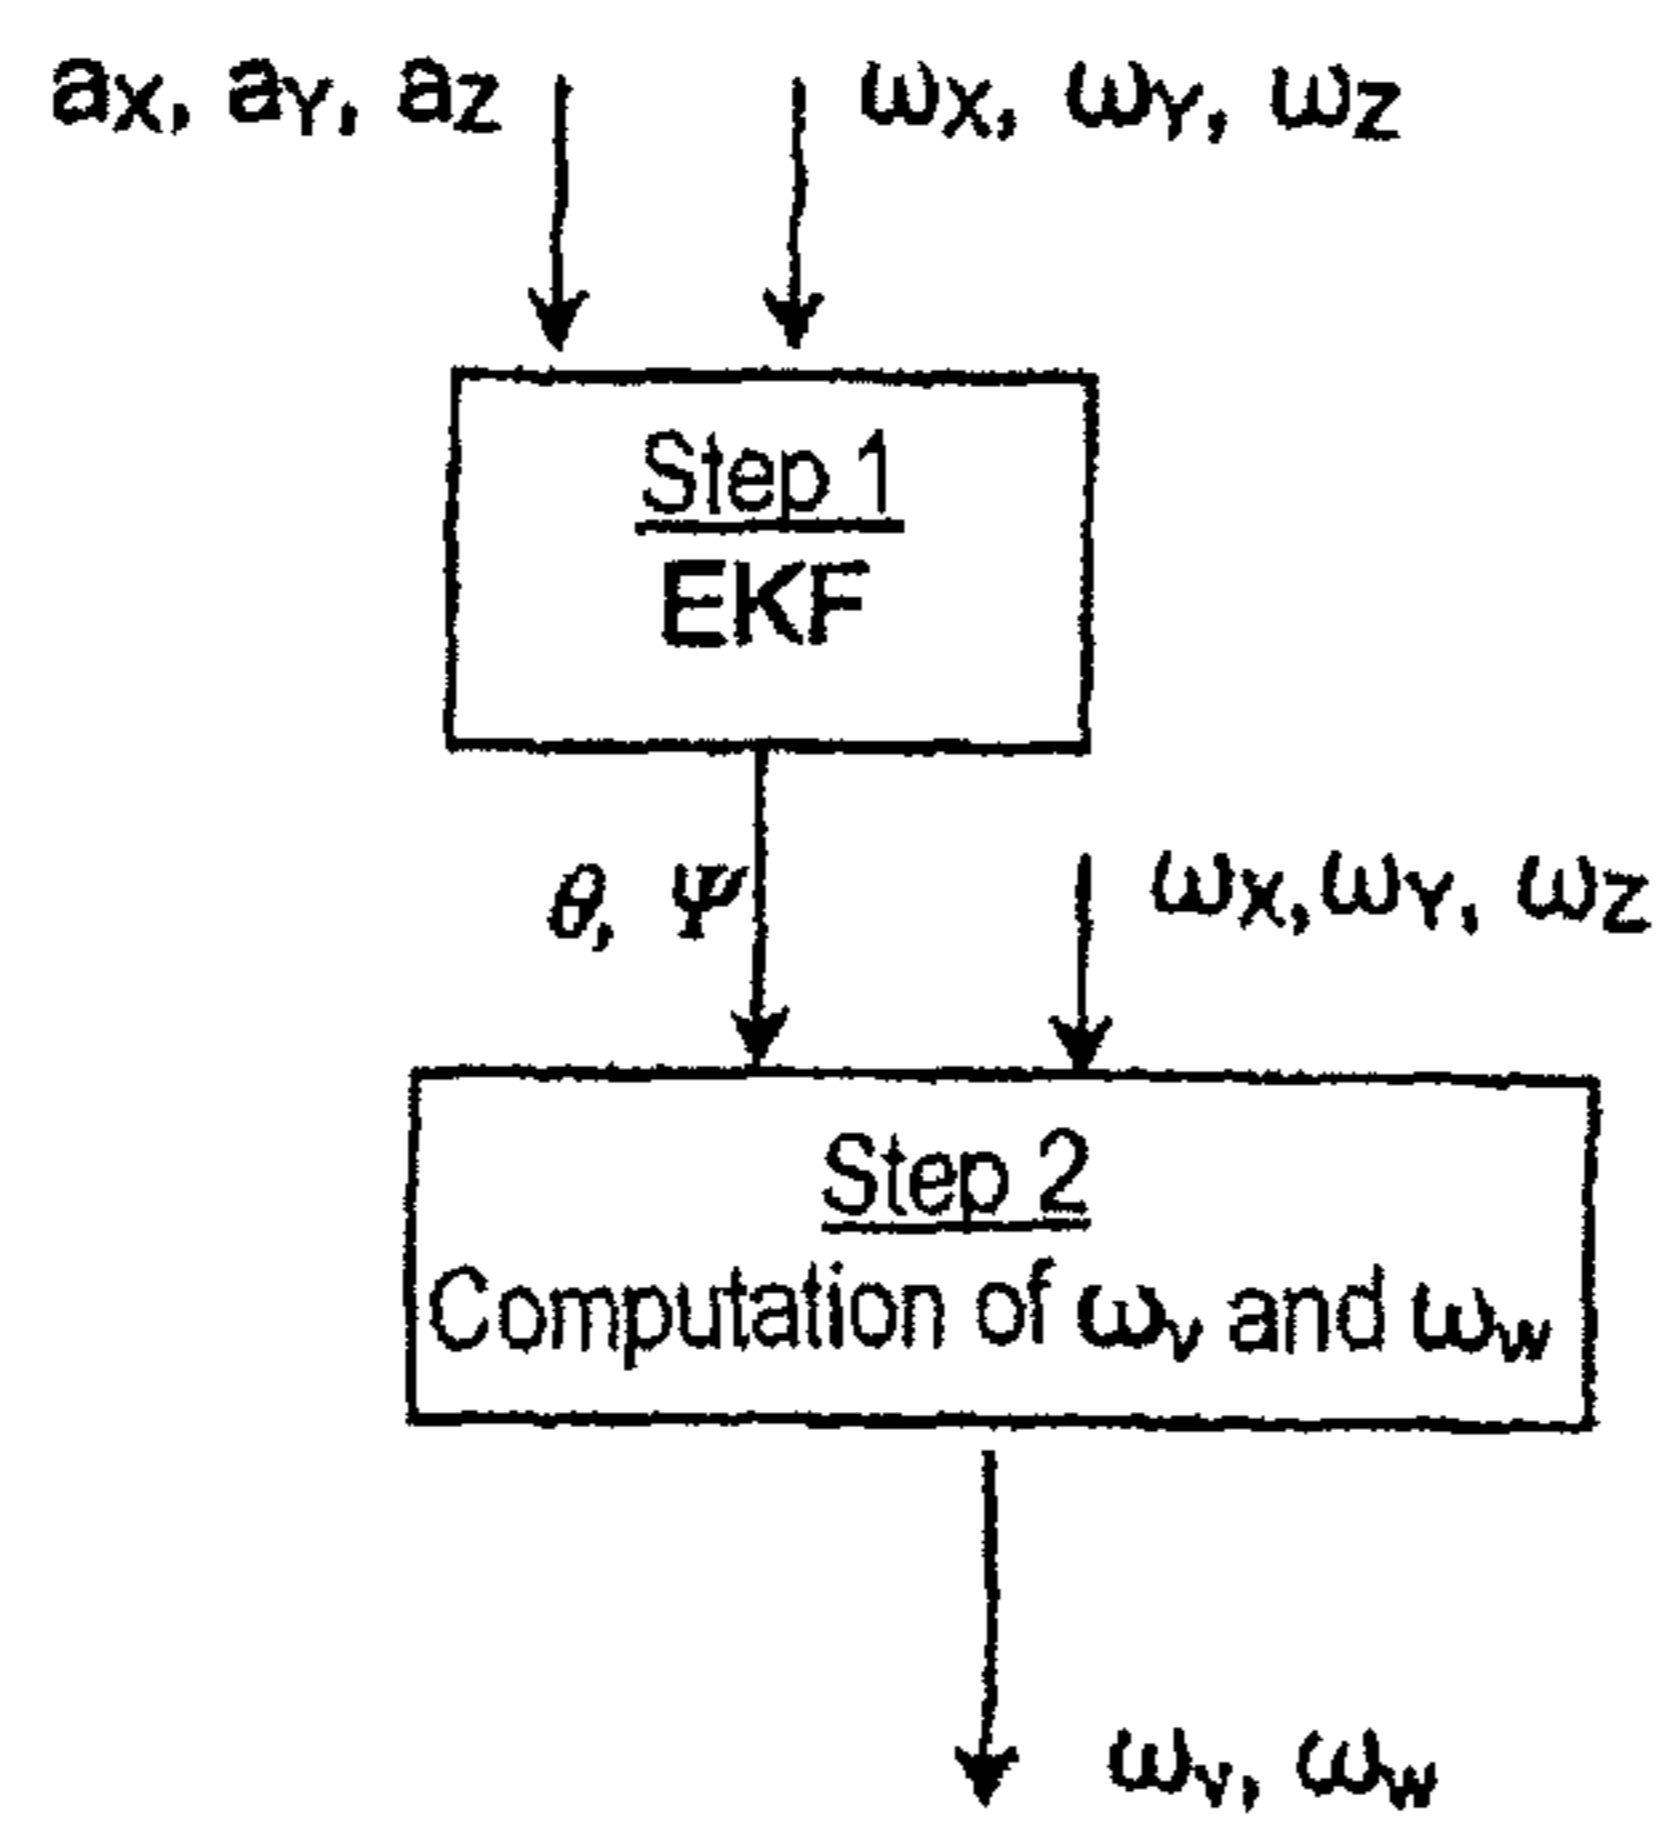 aX, aY, aZ ωX, ωY, ωZ
Step 1
EKF
θ, Ψ ωX, ωY, ωZ
Step 2
Computation of ωv and ωw
ωv, ωw